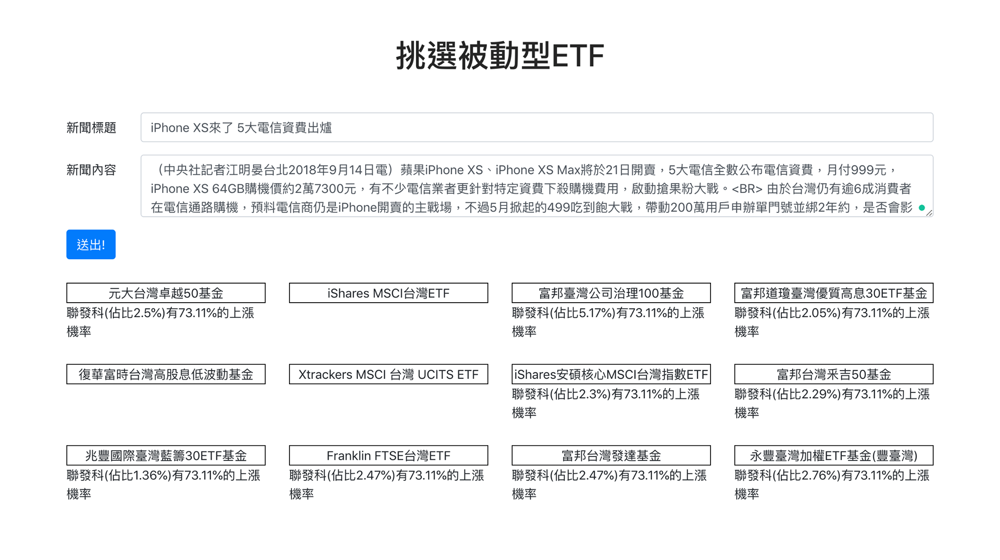 挑選被動型ETF
新聞標題
iPhone XS來了 5大電信資費出爐
新聞內容
（中央社記者江明晏台北2018年9月14日電）蘋果iPhone XS、iPhone XS Max將於21日開賣，5大電信全數公布電信資費，月付999元，
iPhone XS 64GB購機價約2萬7300元，有不少電信業者更針對特定資費下殺購機費用，啟動搶果粉大戰。<BR> 由於台灣仍有逾6成消費者
在電信通路購機，預料電信商仍是iPhone開賣的主戰場，不過5月掀起的499吃到飽大戰，帶動200萬用戶申辦單門號並綁2年約，是否會影
送出!
元大台灣卓越50基金
聯發科(佔比2.5%)有73.11%的上漲
機率
iShares MSCI台灣ETF
富邦臺灣公司治理100基金
聯發科(佔比5.17%)有73.11%的上漲
機率
富邦道瓊臺灣優質高息30ETF基金
聯發科(佔比2.05%)有73.11%的上漲
機率
復華富時台灣高股息低波動基金
Xtrackers MSCI 台灣 UCITS ETF
iShares安碩核心MSCI台灣指數ETF
聯發科(佔比2.3%)有73.11%的上漲
機率
富邦台灣釆吉50基金
聯發科(佔比2.29%)有73.11%的上漲
機率
兆豐國際臺灣藍籌30ETF基金
聯發科(佔比1.36%)有73.11%的上漲
機率
Franklin FTSE台灣ETF
聯發科(佔比2.47%)有73.11%的上漲
機率
富邦台灣發達基金
聯發科(佔比2.47%)有73.11%的上漲
機率
永豐臺灣加權ETF基金(豐臺灣)
聯發科(佔比2.76%)有73.11%的上漲
機率